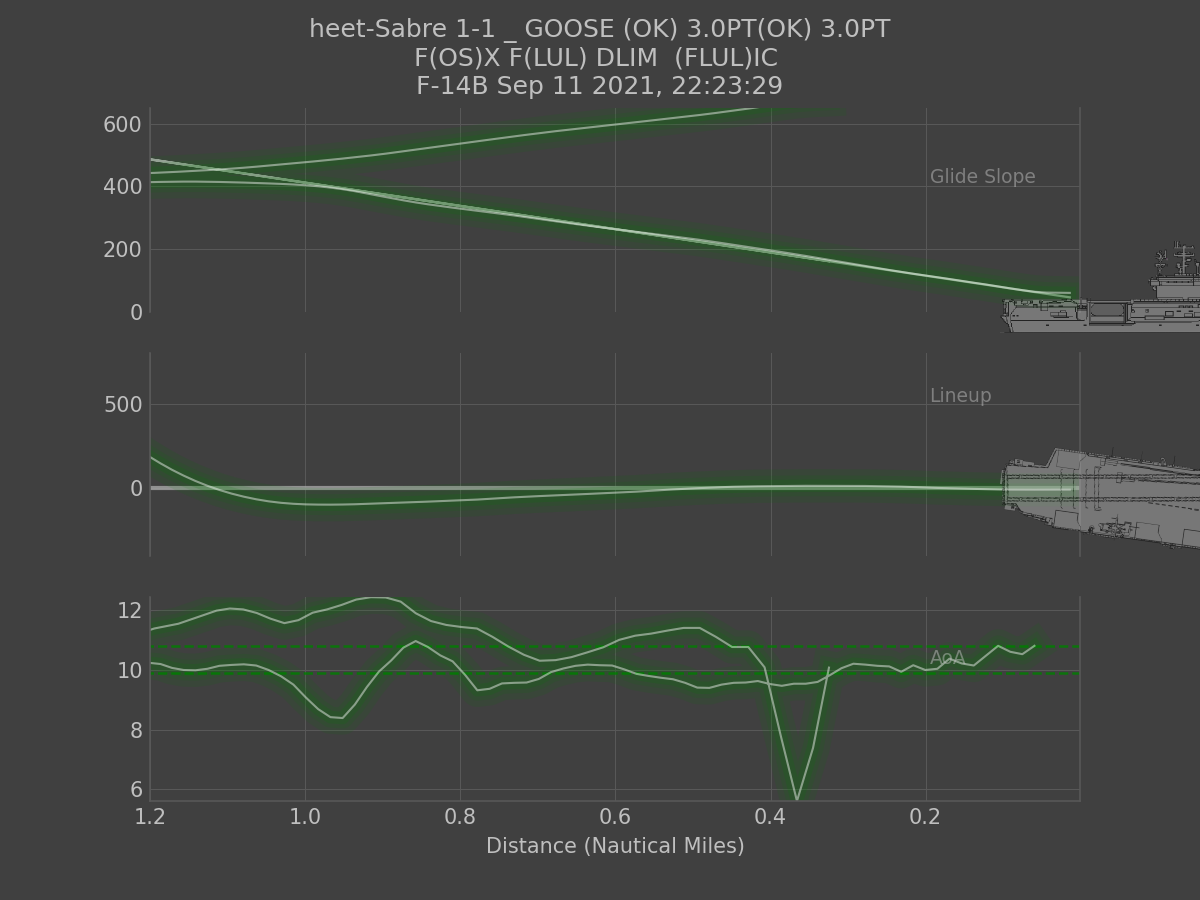 heet-Sabre 1-1 _ GOOSE (OK) 3.0PT(OK) 3.0PT
F(OS)X F(LUL) DLIM  (FLUL)IC
F-14B Sep 11 2021, 22:23:29
600
400
200
0
Glide Slope
500
0
Lineup
12
10
8
6
AoA
1.2 1.0 0.8 0.6 0.4 0.2
Distance (Nautical Miles)